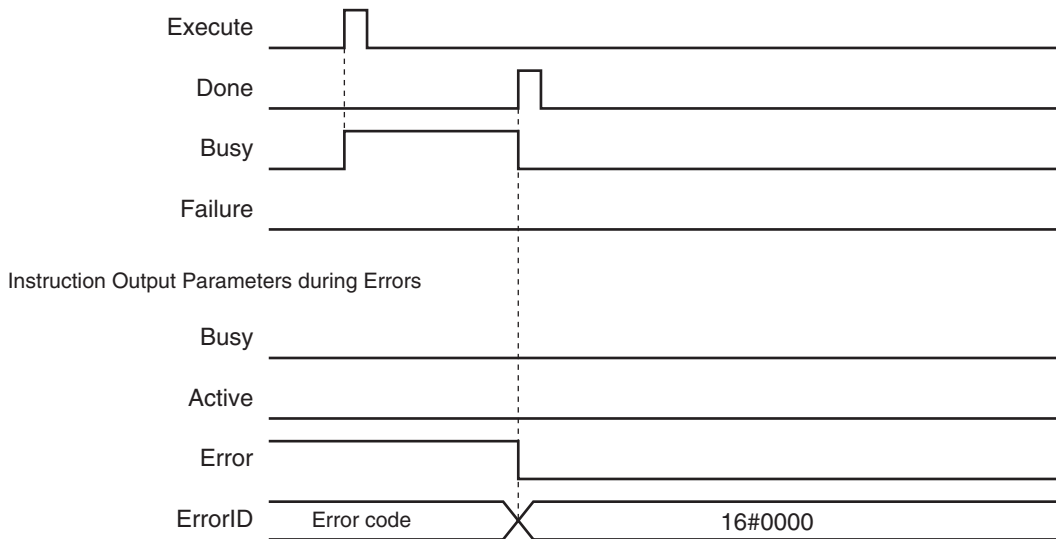 Execute
Done
Busy
Failure
Instruction Output Parameters during Errors
Busy
Active
Error
ErrorID Error code 16#0000